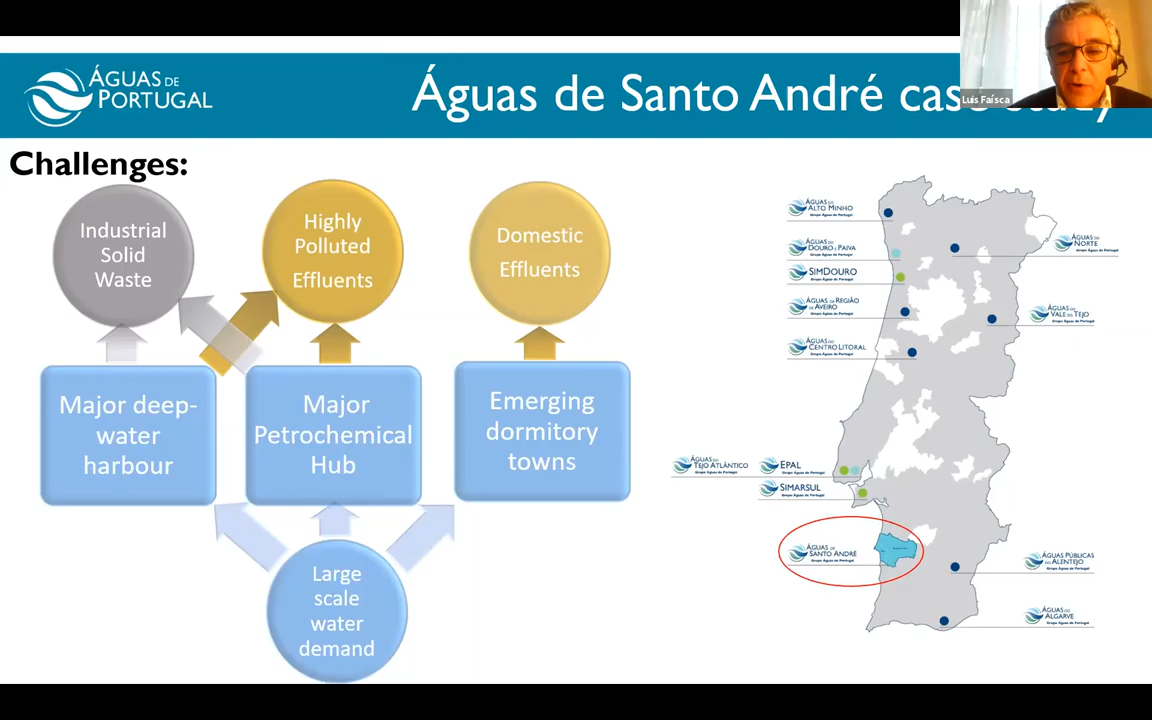 ÁGUAS DE
PORTUGAL
Águas de Santo André case study
Luis Faísca
Challenges:
Industrial
Solid
Waste
Highly
Polluted
Effluents
Domestic
Effluents
Major deep-
water
harbour
Major
Petrochemical
Hub
Emerging
dormitory
towns
Large
scale
water
demand
ÁGUAS DO
ALTO MINHO
Grupo Águas de Portugal
ÁGUAS DO
DOURO E PAIVA
Grupo Águas de Portugal
SIMDOURO
Grupo Águas de Portugal
ÁGUAS DA REGIÃO
DE AVEIRO
Grupo Águas de Portugal
ÁGUAS DO
CENTRO LITORAL
Grupo Águas de Portugal
ÁGUAS DO
NORTE
Grupo Águas de Portugal
ÁGUAS DO
VALE DO TEJO
Grupo Águas de Portugal
ÁGUAS DO
TEJO ATLÂNTICO
Grupo Águas de Portugal
EPAL
Grupo Águas de Portugal
SIMARSUL
Grupo Águas de Portugal
ÁGUAS DE
SANTO ANDRÉ
Grupo Águas de Portugal
ÁGUAS PÚBLICAS
DO ALENTEJO
Grupo Águas de Portugal
ÁGUAS DO
ALGARVE
Grupo Águas de Portugal